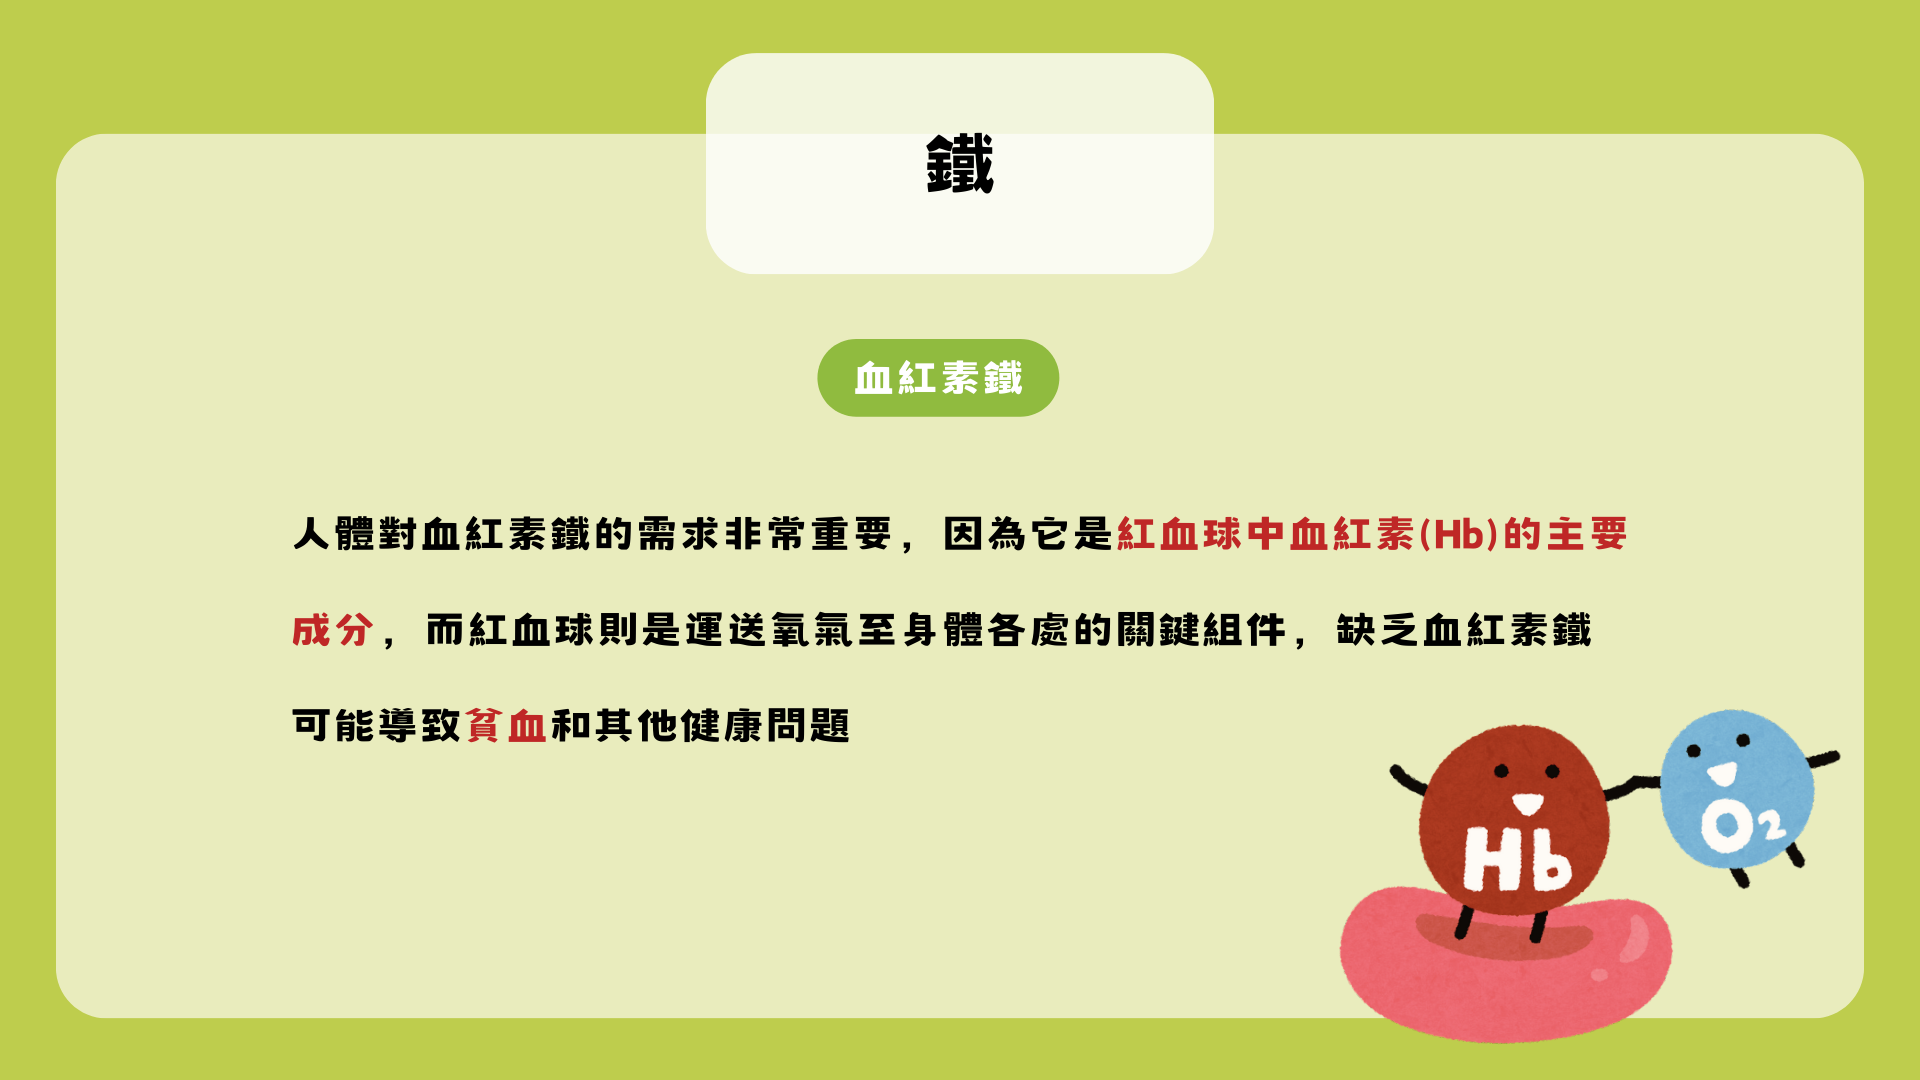 鐵
血紅素鐵
人體對血紅素鐵的需求非常重要，因為它是紅血球中血紅素(Hb)的主要
成分，而紅血球則是運送氧氣至身體各處的關鍵組件，缺乏血紅素鐵
可能導致貧血和其他健康問題
Hb
O2